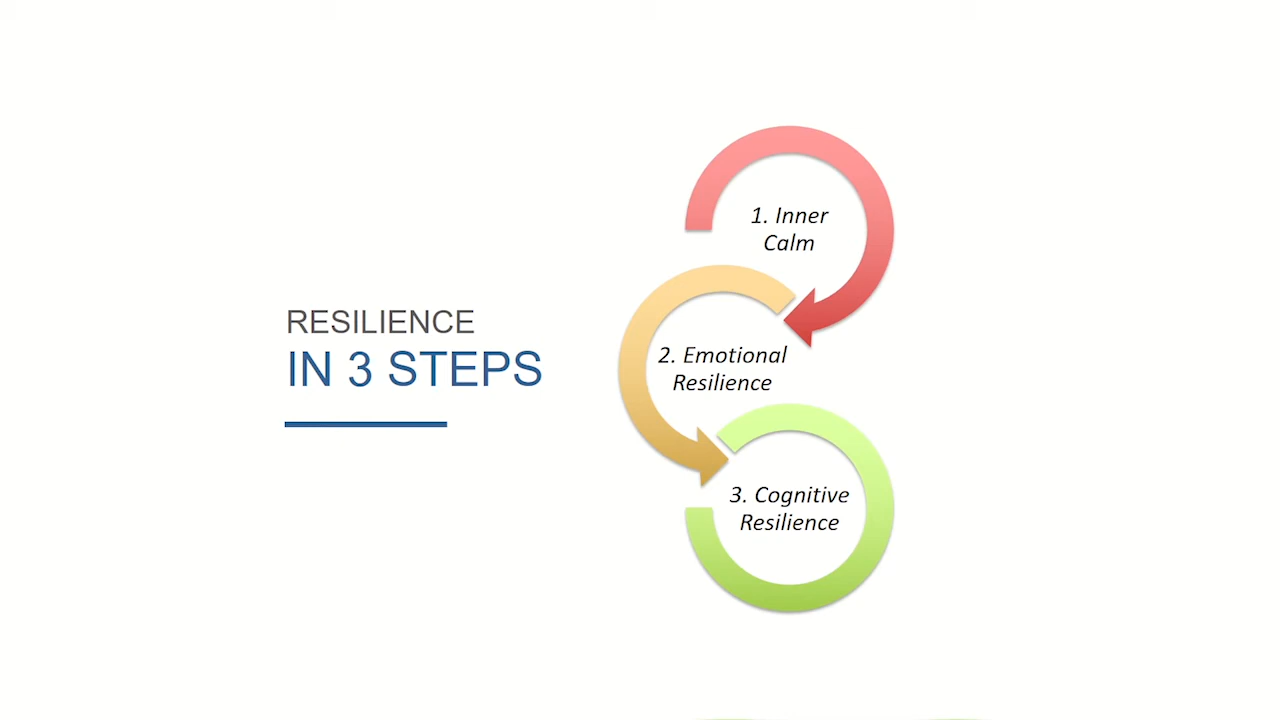 RESILIENCE
IN 3 STEPS
1. Inner
Calm
2. Emotional
Resilience
3. Cognitive
Resilience